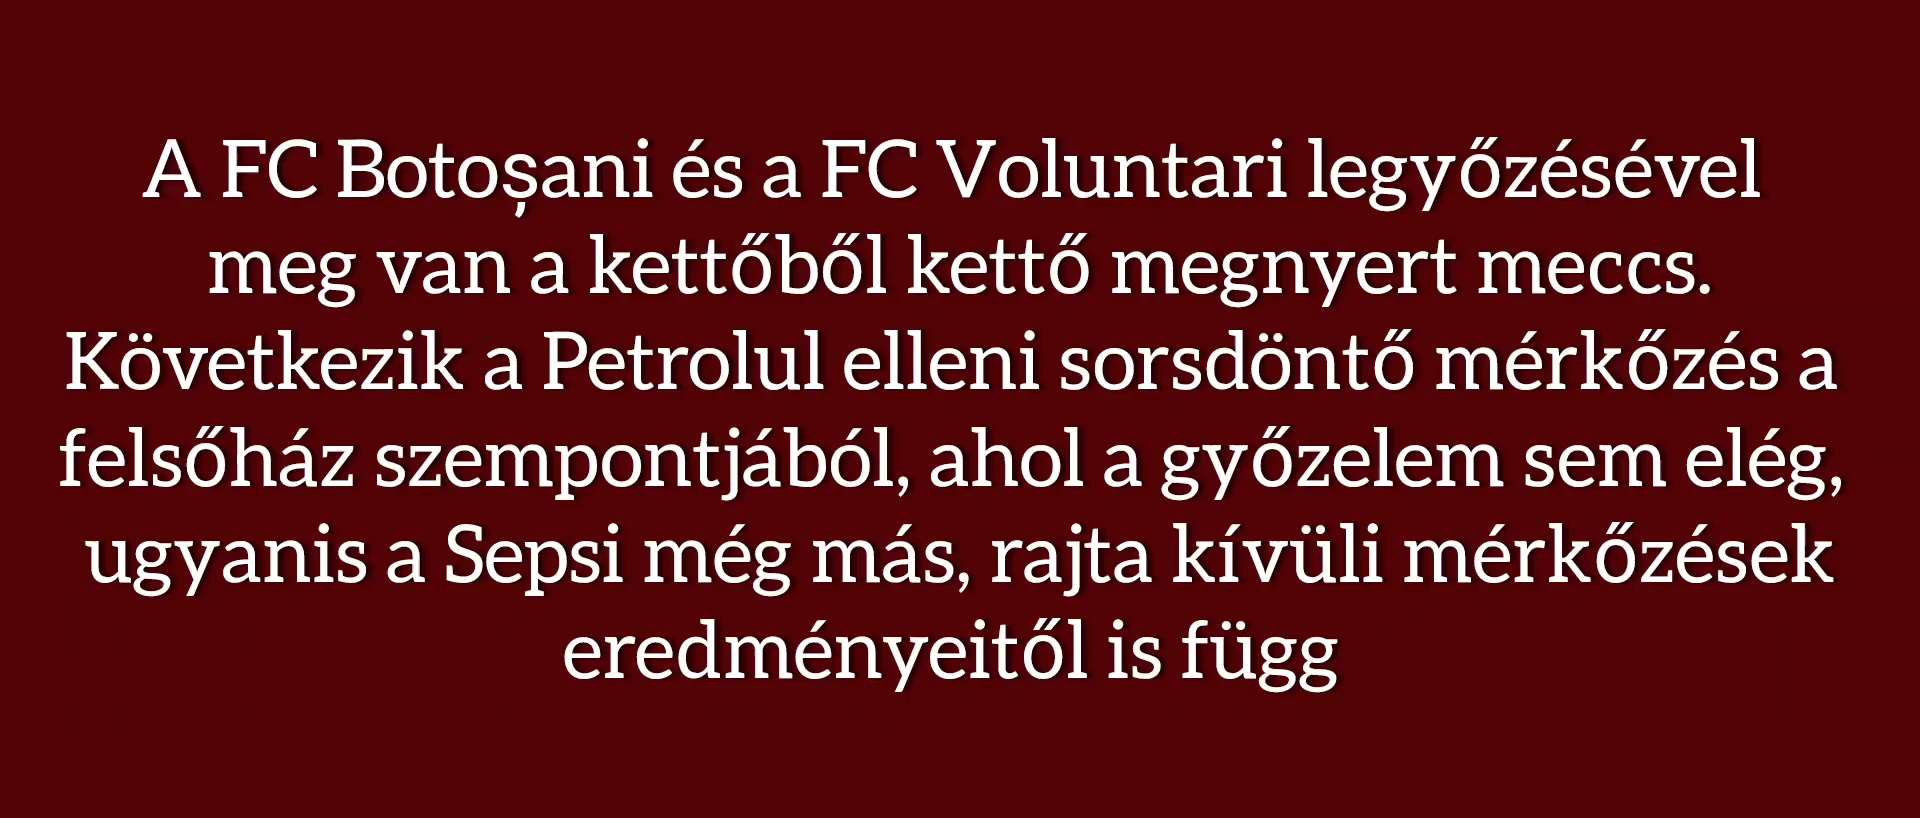 A FC Botoșani és a FC Voluntari legyőzésével
meg van a kettőből kettő megnyert meccs.
Következik a Petrolul elleni sorsdöntő mérkőzés a
felsőház szempontjából, ahol a győzelem sem elég,
ugyanis a Sepsi még más, rajta kívüli mérkőzések
eredményeitől is függ